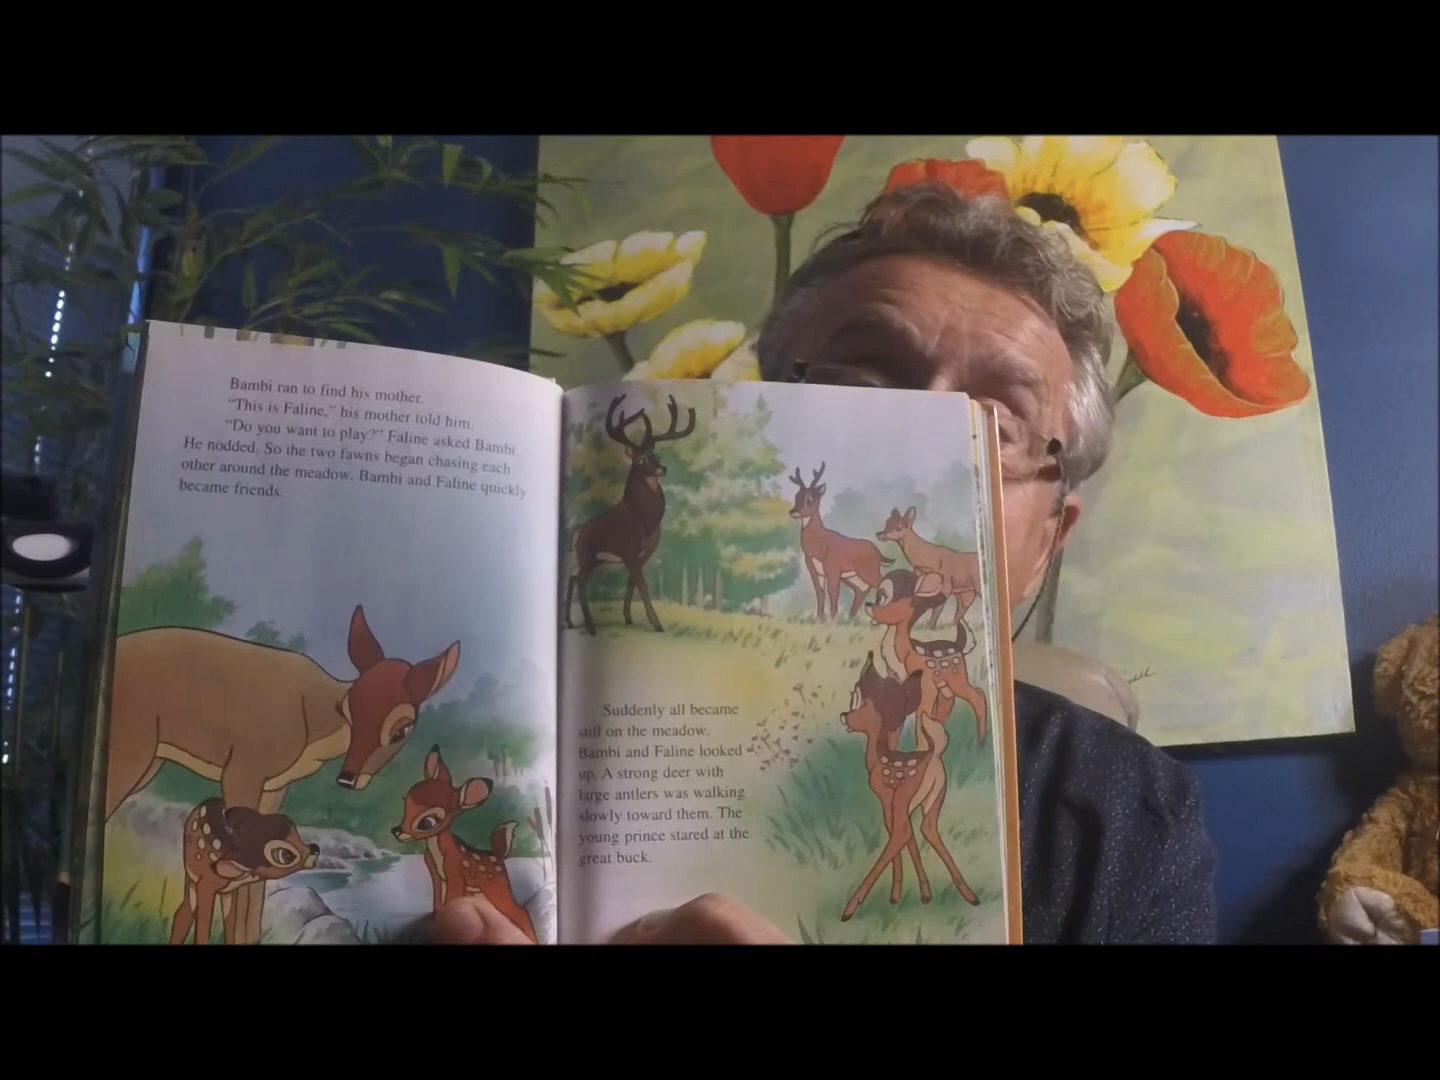 Bambi ran to find his mother.
"This is Faline," his mother told him.
"Do you want to play?" Faline asked Bambi.
He nodded. So the two fawns began chasing each
other around the meadow. Bambi and Faline quickly
became friends.
Suddenly all became
still on the meadow.
Bambi and Faline looked
up. A strong deer with
large antlers was walking
slowly toward them. The
young prince stared at the
great buck.